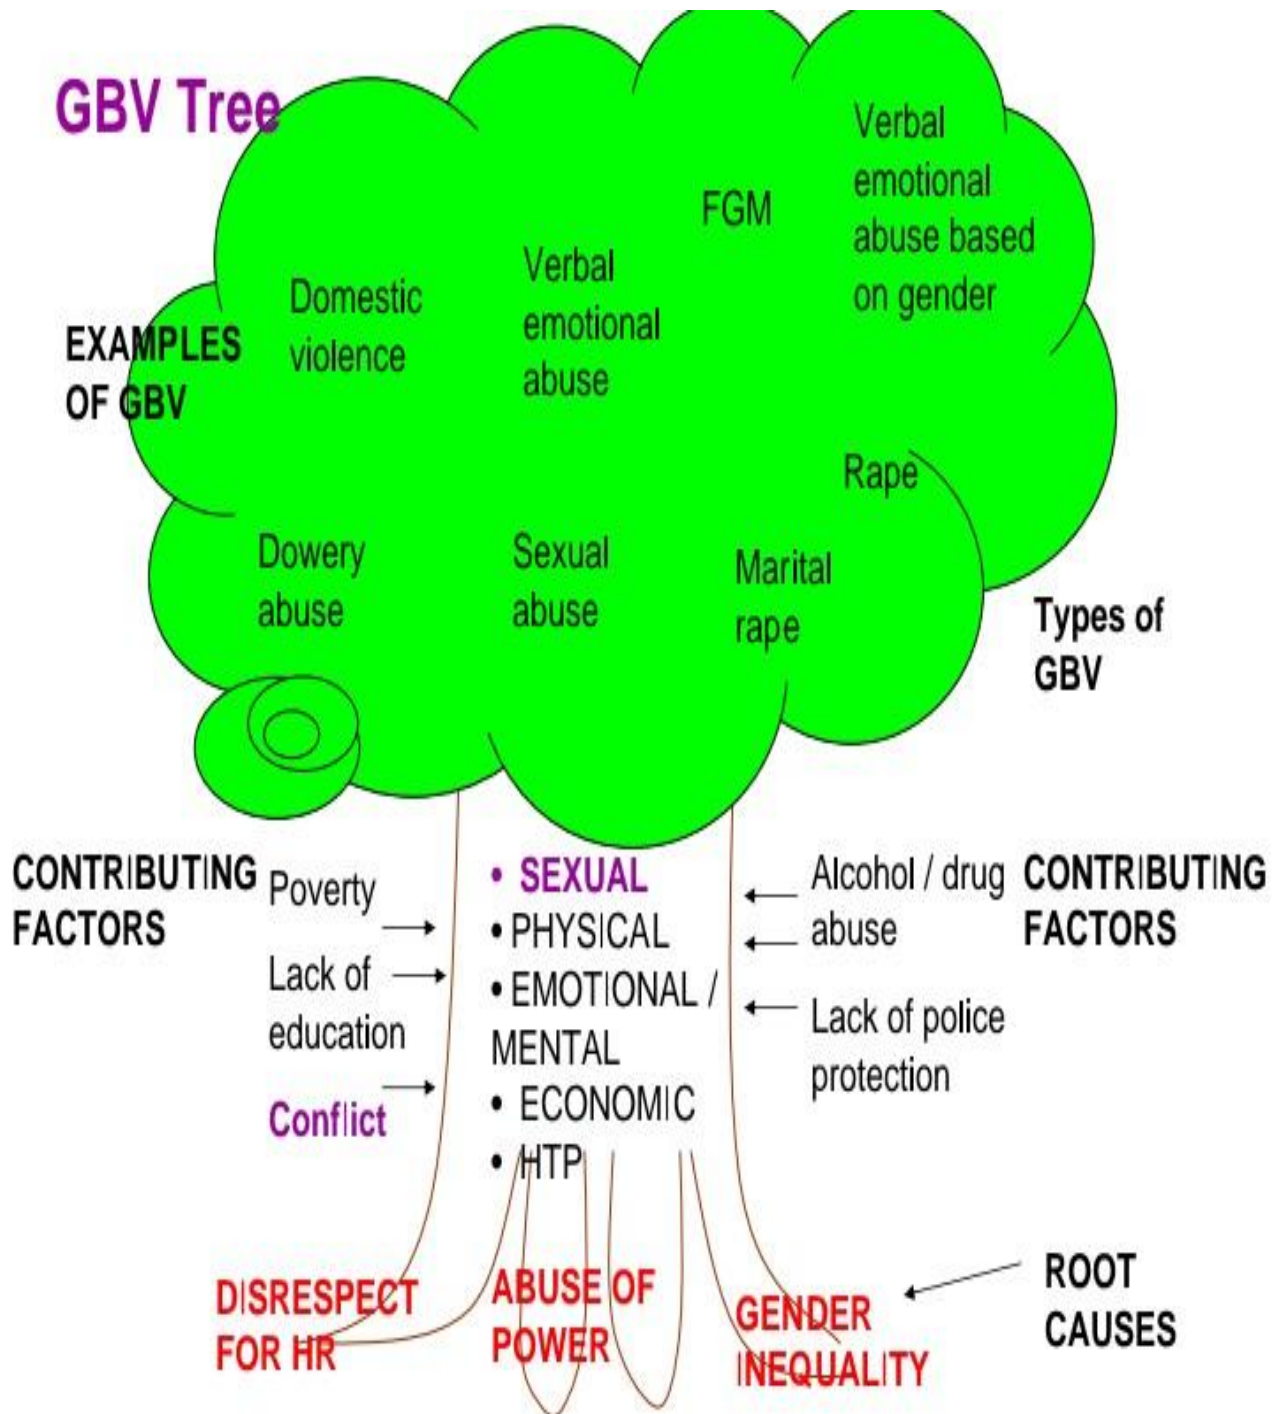 GBV Tree
Verbal
emotional
abuse based
on gender
FGM
Verbal
emotional
abuse
Domestic
violence
EXAMPLES
OF GBV
Rape
Dowery
abuse
Sexual
abuse
Marital
rape
Types of
GBV
CONTRIBUTING
FACTORS
Poverty
Lack of
education
Conflict
• SEXUAL
• PHYSICAL
• EMOTIONAL /
MENTAL
• ECONOMIC
• HTP
Alcohol / drug
abuse
Lack of police
protection
CONTRIBUTING
FACTORS
DISRESPECT
FOR HR
ABUSE OF
POWER
GENDER
INEQUALITY
ROOT
CAUSES